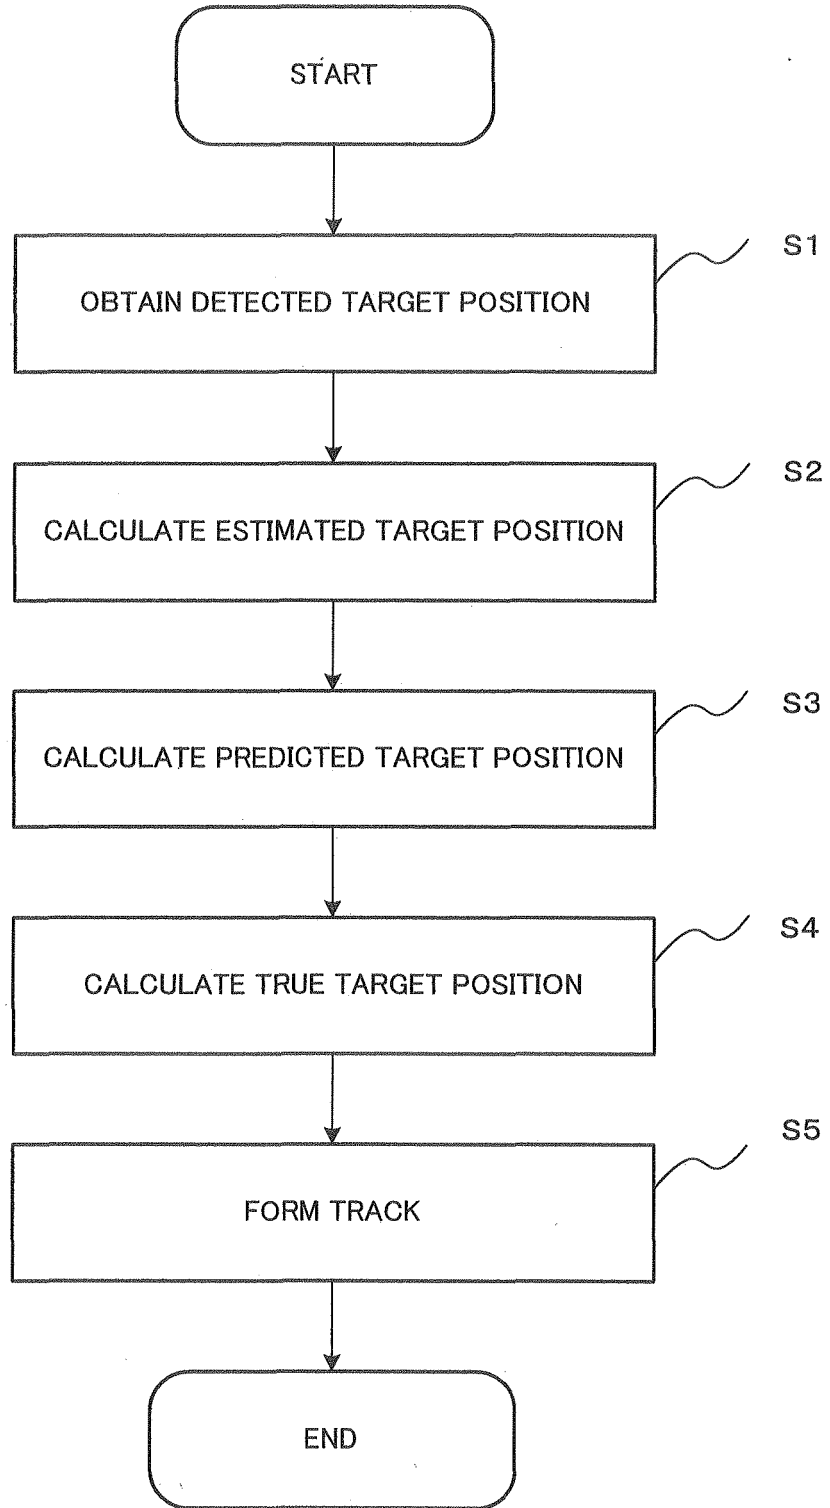 START
S1
OBTAIN DETECTED TARGET POSITION
S2
CALCULATE ESTIMATED TARGET POSITION
S3
CALCULATE PREDICTED TARGET POSITION
S4
CALCULATE TRUE TARGET POSITION
S5
FORM TRACK
END